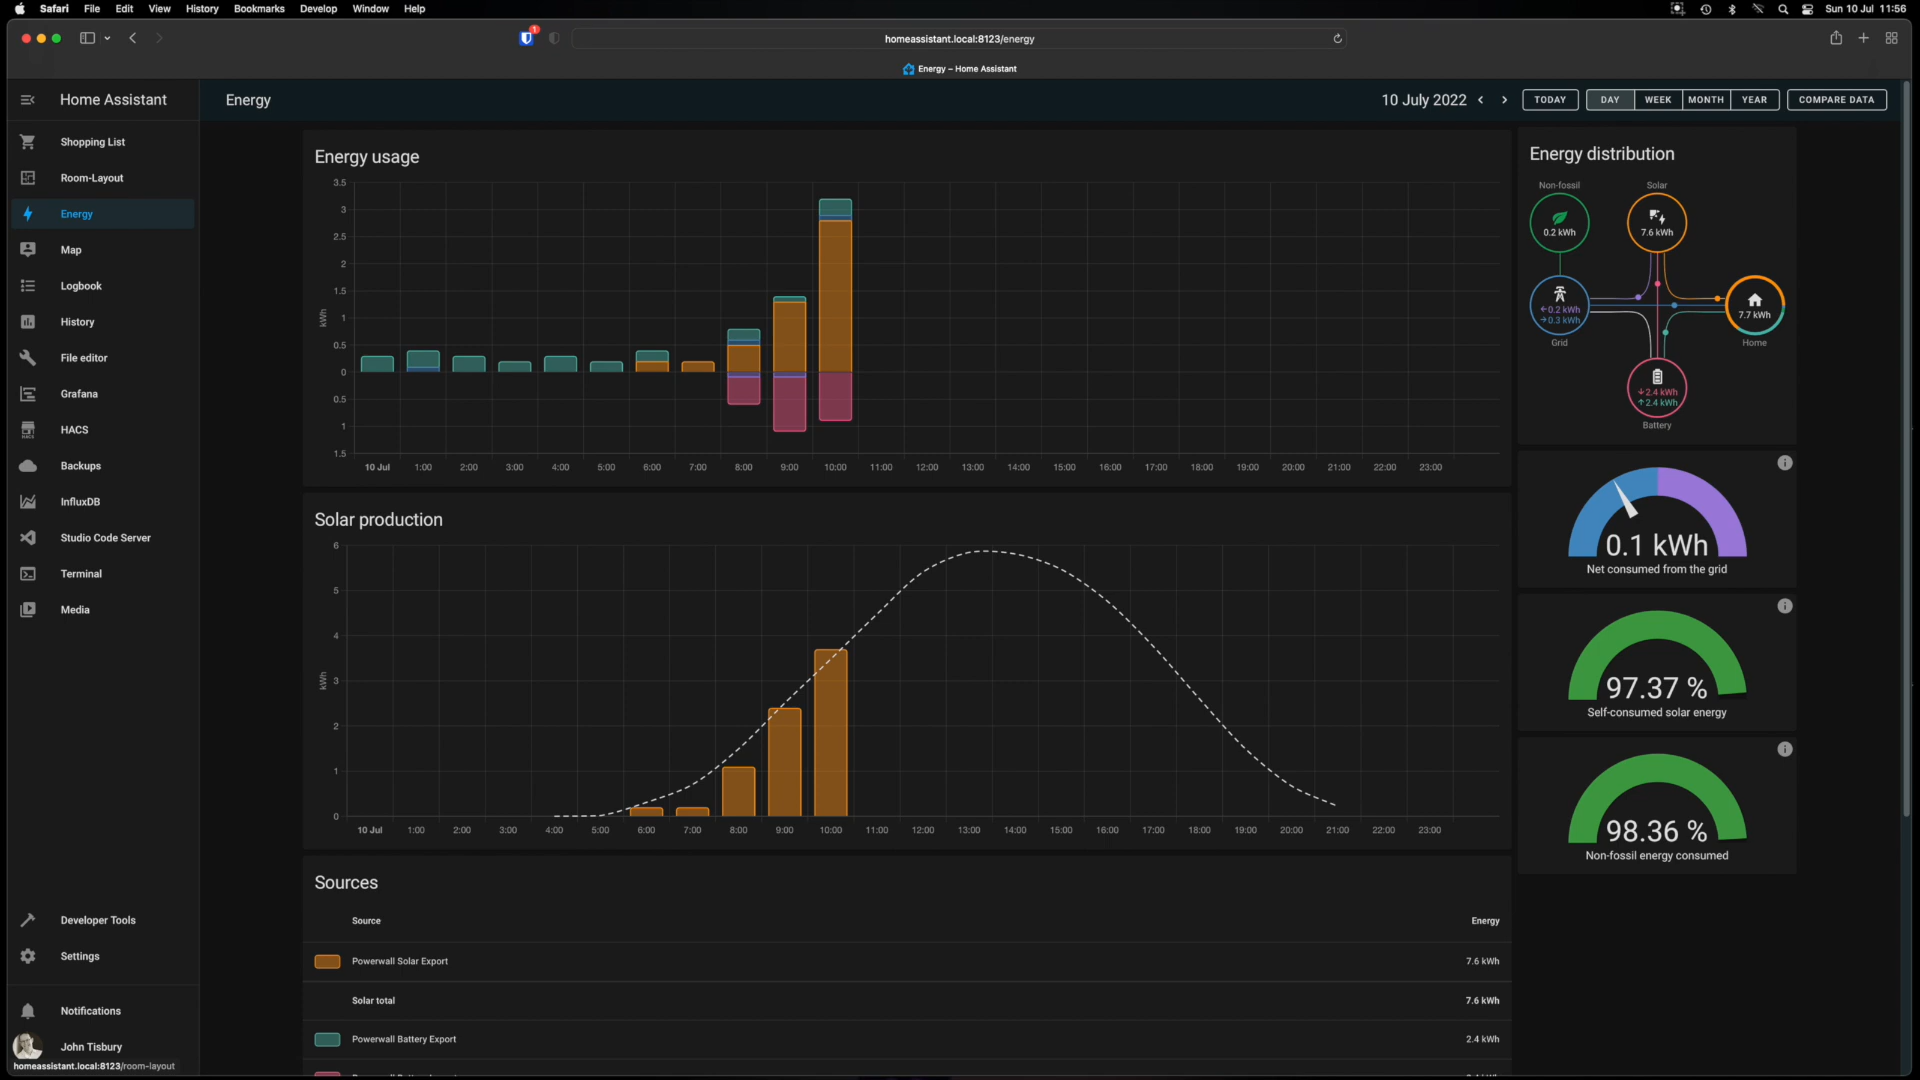 Safari File Edit View History Bookmarks Develop Window Help Sun 10 Jul 11:56
1
homeassistant.local:8123/energy
Energy – Home Assistant
Home Assistant
Energy
10 July 2022 TODAY DAY WEEK MONTH YEAR COMPARE DATA
Shopping List
Room-Layout
Energy
Map
Logbook
History
File editor
Grafana
HACS
HACS
Backups
InfluxDB
Studio Code Server
Terminal
Media
Developer Tools
Settings
Notifications
John Tisbury
homeassistant.local:8123/room-layout
Energy usage
3.5
3
2.5
2
1.5
1
0.5
0
0.5
1
1.5
kWh
10 Jul 1:00 2:00 3:00 4:00 5:00 6:00 7:00 8:00 9:00 10:00 11:00 12:00 13:00 14:00 15:00 16:00 17:00 18:00 19:00 20:00 21:00 22:00 23:00
Solar production
6
5
4
3
2
1
0
kWh
10 Jul 1:00 2:00 3:00 4:00 5:00 6:00 7:00 8:00 9:00 10:00 11:00 12:00 13:00 14:00 15:00 16:00 17:00 18:00 19:00 20:00 21:00 22:00 23:00
Sources
Source Energy
Powerwall Solar Export 7.6 kWh
Solar total 7.6 kWh
Powerwall Battery Export 2.4 kWh
Energy distribution
Non-fossil Solar
0.2 kWh 7.6 kWh
←0.2 kWh
→0.3 kWh
7.7 kWh
Grid Home
↓2.4 kWh
↑2.4 kWh
Battery
0.1 kWh
Net consumed from the grid
97.37 %
Self-consumed solar energy
98.36 %
Non-fossil energy consumed